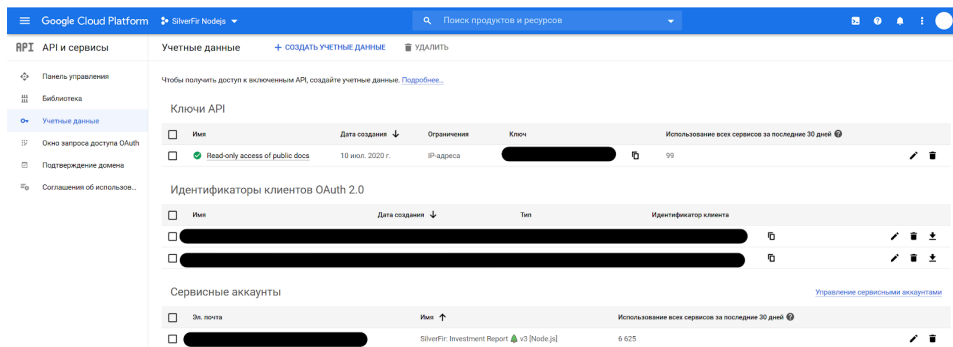 Google Cloud Platform SilverFir Nodejs Поиск продуктов и ресурсов
API API и сервисы
Учетные данные + СОЗДАТЬ УЧЕТНЫЕ ДАННЫЕ УДАЛИТЬ
Панель управления
Библиотека
Учетные данные
Окно запроса доступа OAuth
Подтверждение домена
Соглашения об использов...
Чтобы получить доступ к включенным API, создайте учетные данные. Подробнее...
Ключи API
Имя Дата создания Ограничения Ключ Использование всех сервисов за последние 30 дней
Read-only access of public docs 10 июл. 2020 г. IP-адреса 99
Идентификаторы клиентов OAuth 2.0
Имя Дата создания Тип Идентификатор клиента
Сервисные аккаунты Управление сервисными аккаунтами
Эл. почта Имя Использование всех сервисов за последние 30 дней
SilverFir: Investment Report 🌲 v3 [Node.js] 6 625